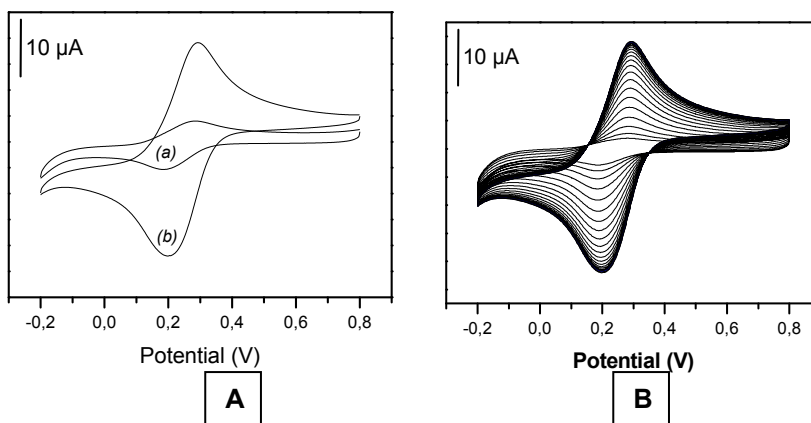 10 µA
(a)
(b)
-0,2 0,0 0,2 0,4 0,6 0,8
Potential (V)
A
10 µA
-0,2 0,0 0,2 0,4 0,6 0,8
Potential (V)
B